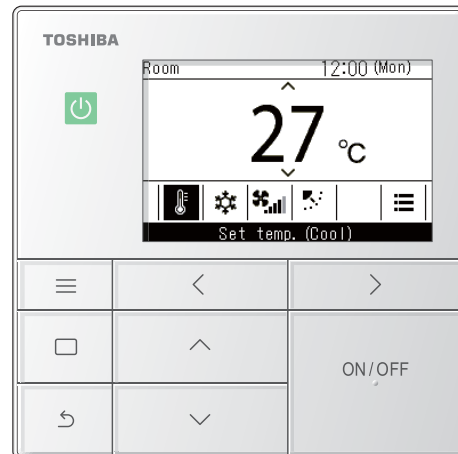 TOSHIBA
Room 12:00 (Mon)
27 °C
Set temp. (Cool)
ON/OFF